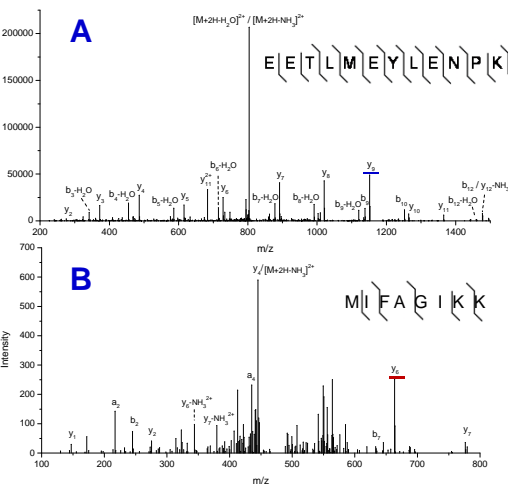 [M+2H-H₂O]²⁺ / [M+2H-NH₃]²⁺
200000
A
E E T L M E Y L E N P K K
150000
100000
50000
b₆-H₂O
y₉
y₁₁²⁺
y₇
y₈
b₃-H₂O
y₃
b₄-H₂O
y₄
y₆
b₁₂ / y₁₂-NH₃
y₂
b₅-H₂O
y₅
b₇-H₂O
b₈-H₂O
b₉-H₂O
b₉
b₁₀
y₁₀
y₁₁
b₁₂-H₂O
0
200 400 600 800 1000 1200 1400
m/z
700
y₄/[M+2H-NH₃]²⁺
600
B
M I F A G I K K
500
400
Intensity
300
y₆
a₄
200
a₂
y₆-NH₃²⁺
100
b₂
y₇-NH₃²⁺
y₁
y₂
b₇
y₇
0
100 200 300 400 500 600 700 800
m/z